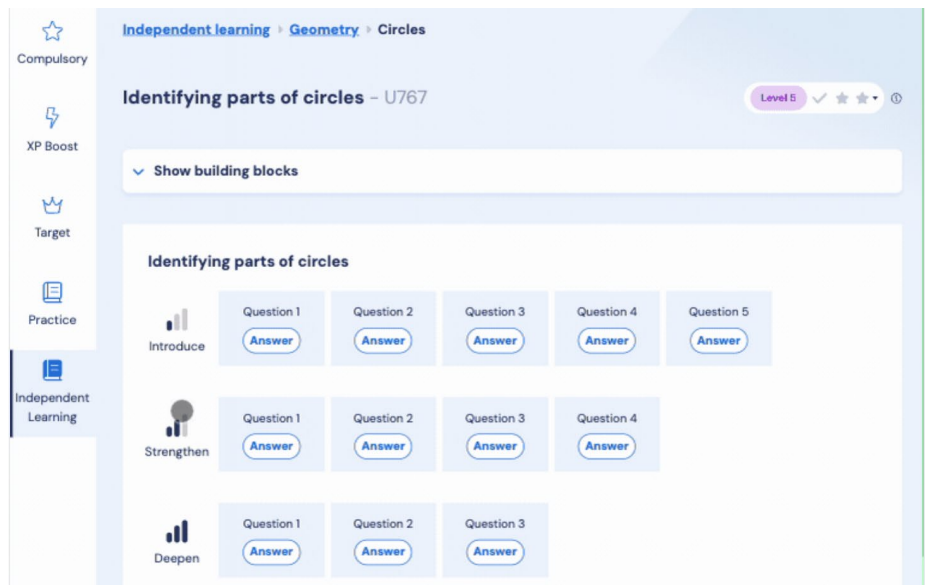 Compulsory
XP Boost
Target
Practice
Independent
Learning
Independent learning Geometry Circles
Identifying parts of circles – U767
Level 5
Show building blocks
Identifying parts of circles
Introduce
Question 1 Question 2 Question 3 Question 4 Question 5
Answer Answer Answer Answer Answer
Strengthen
Question 1 Question 2 Question 3 Question 4
Answer Answer Answer Answer
Deepen
Question 1 Question 2 Question 3
Answer Answer Answer